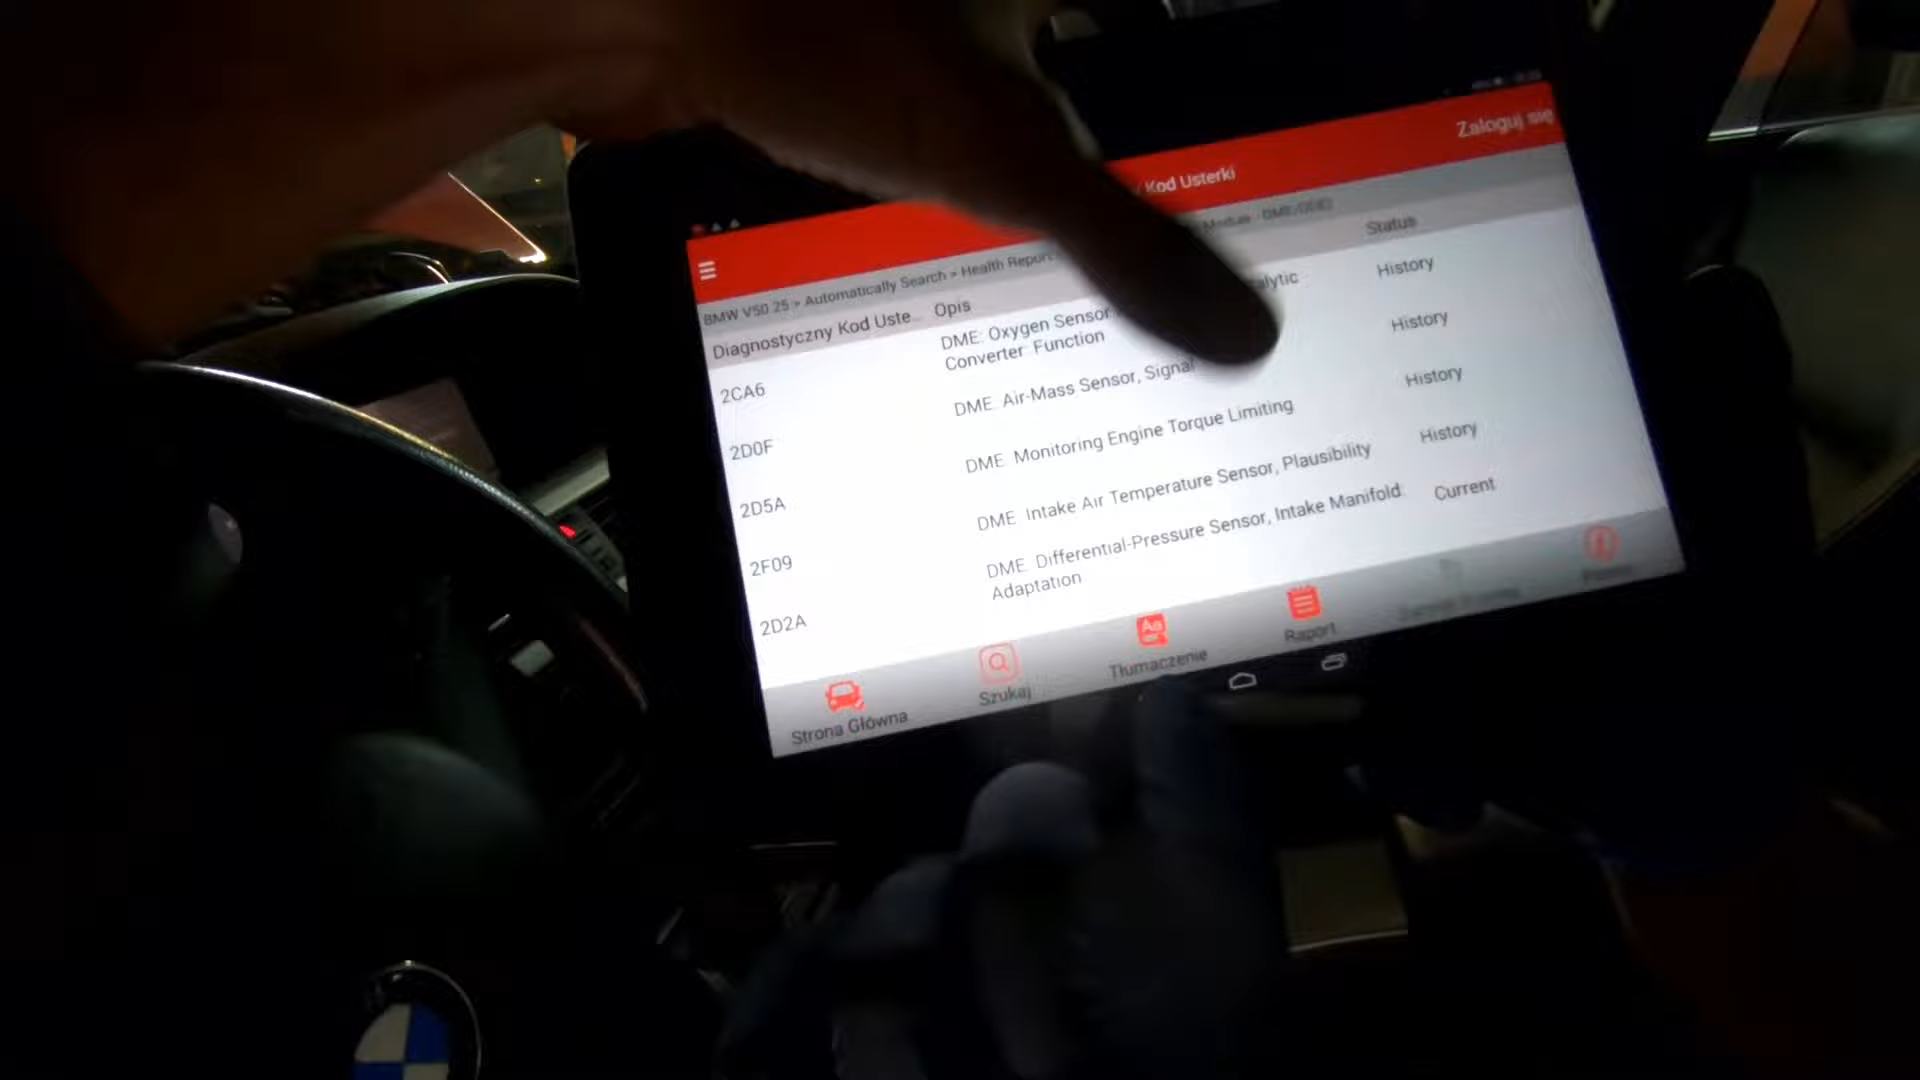 Zaloguj się
/ Kod Usterki
BMW V50.25 > Automatically Search > Health Report
Module DME/DDE)
Diagnostyczny Kod Uste... Opis Status
2CA6 DME: Oxygen Sensor alytic History
Converter: Function
2D0F DME: Air-Mass Sensor, Signal History
2D5A DME: Monitoring Engine Torque Limiting History
2F09 DME: Intake Air Temperature Sensor, Plausibility History
2D2A DME: Differential-Pressure Sensor, Intake Manifold: Current
Adaptation
Strona Główna Szukaj Tłumaczenie Raport